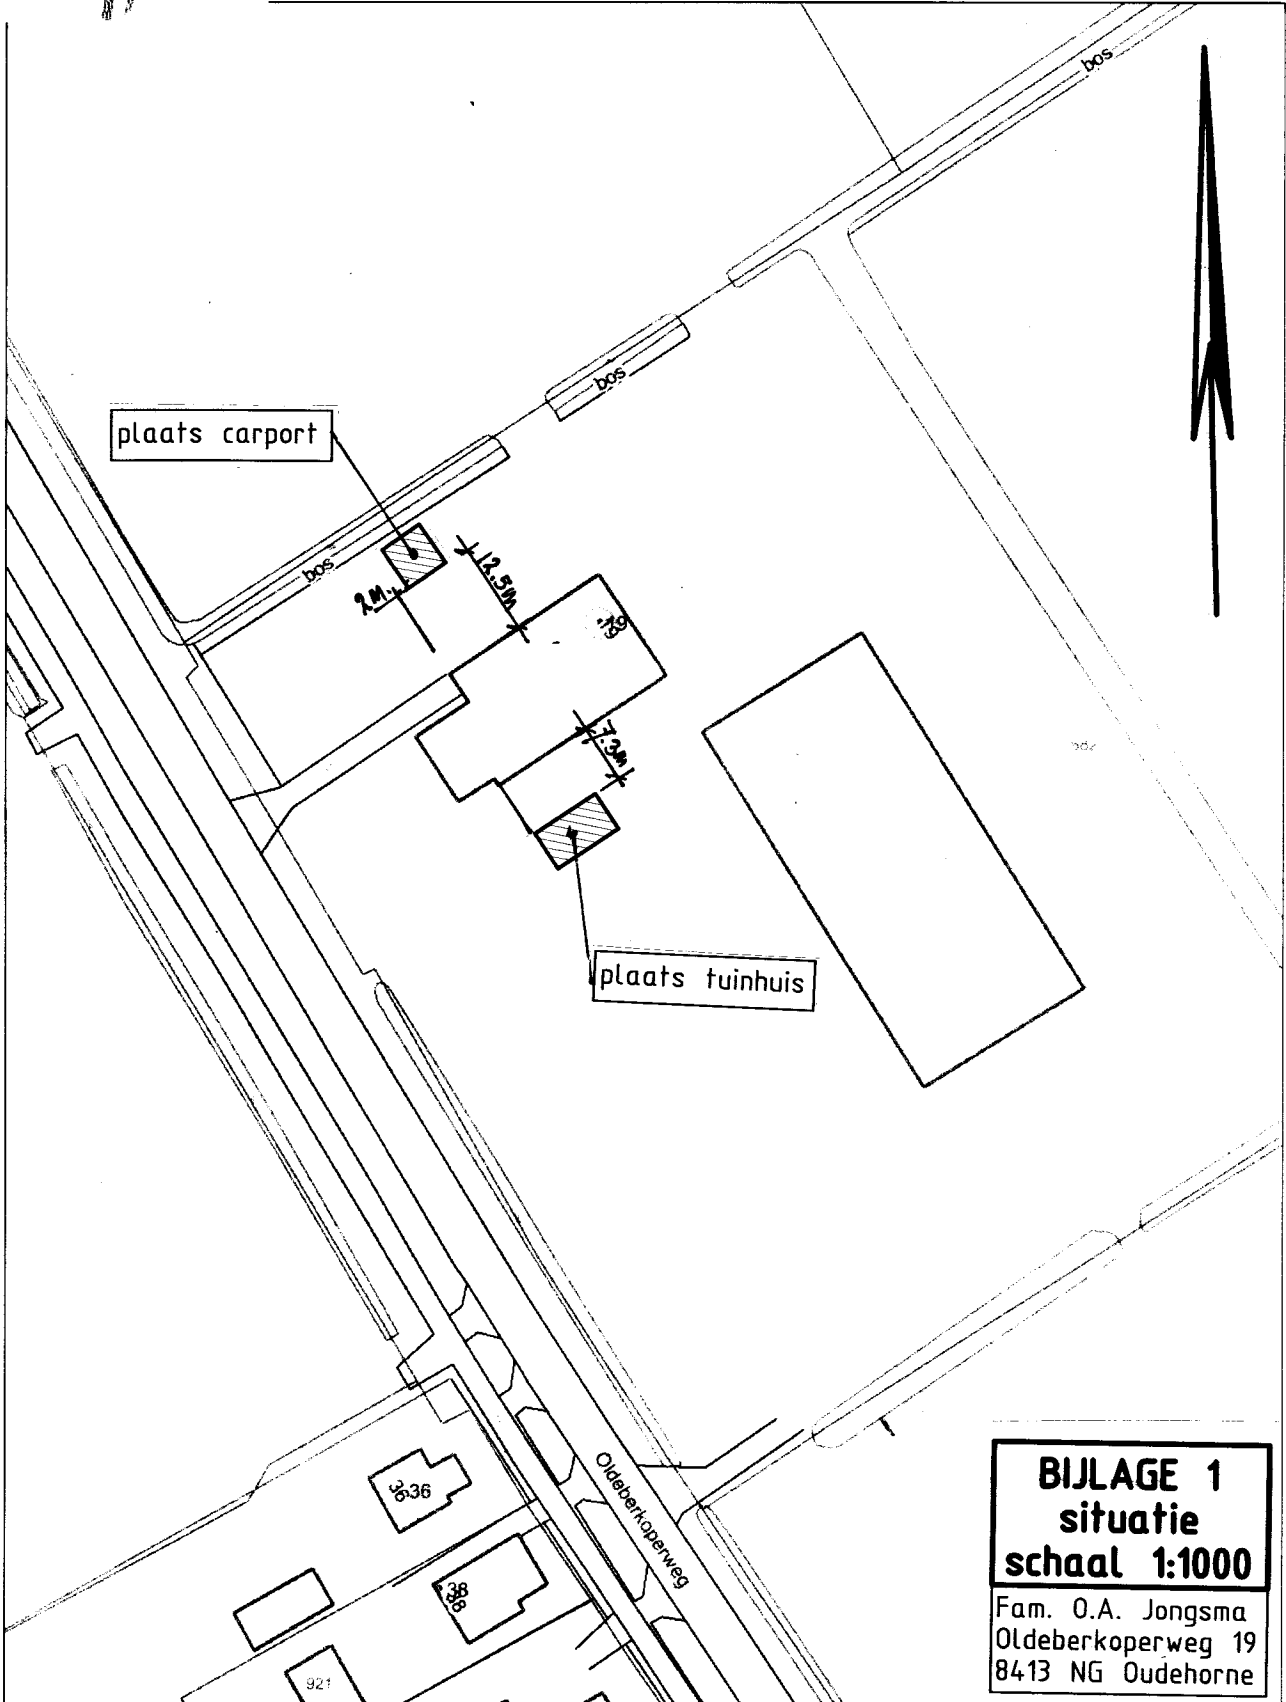 bos
bos
plaats carport
bos
2M.
12.5m
19
7.3m
plaats tuinhuis
Oldeberkoperweg
36
36
38
38
921
BIJLAGE 1
situatie
schaal 1:1000
Fam. O.A. Jongsma
Oldeberkoperweg 19
8413 NG Oudehorne